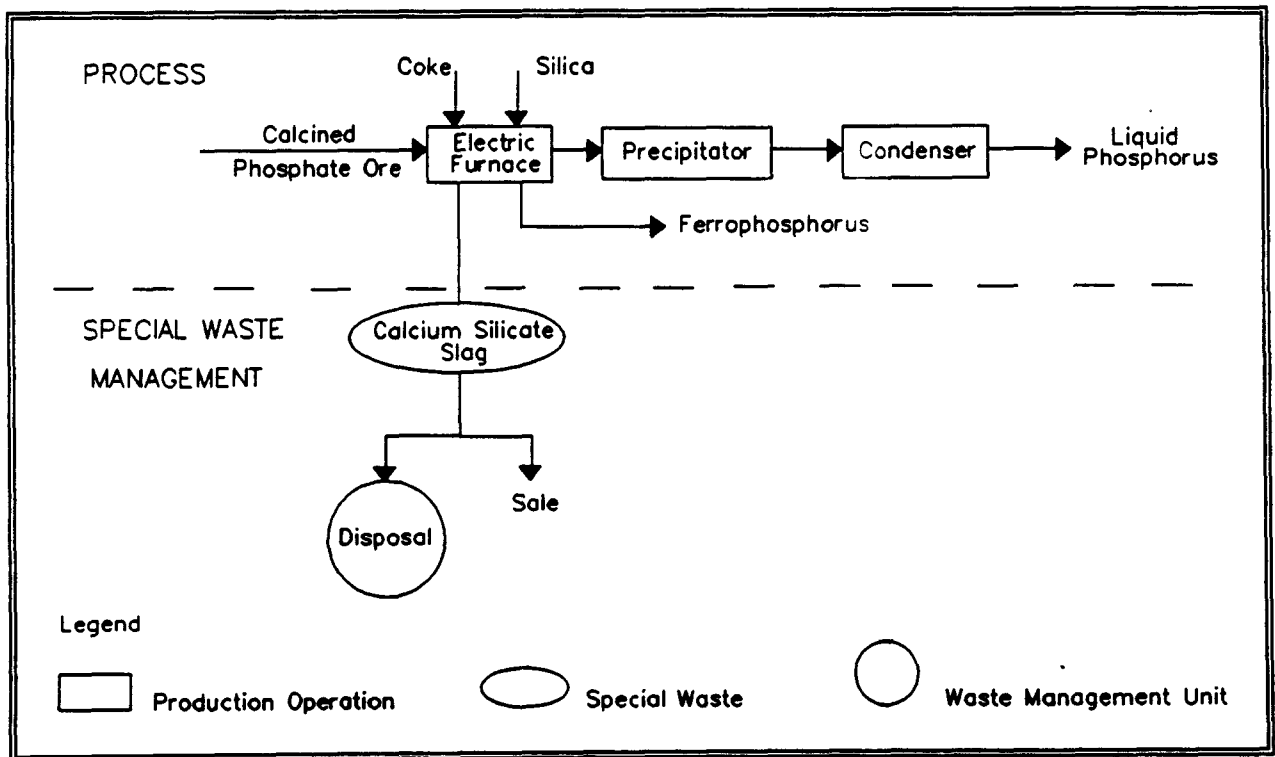 PROCESS
Coke
Silica
Calcined
Phosphate Ore
Electric
Furnace
Precipitator
Condenser
Liquid
Phosphorus
Ferrophosphorus
SPECIAL WASTE
MANAGEMENT
Calcium Silicate
Slag
Disposal
Sale
Legend
Production Operation
Special Waste
Waste Management Unit